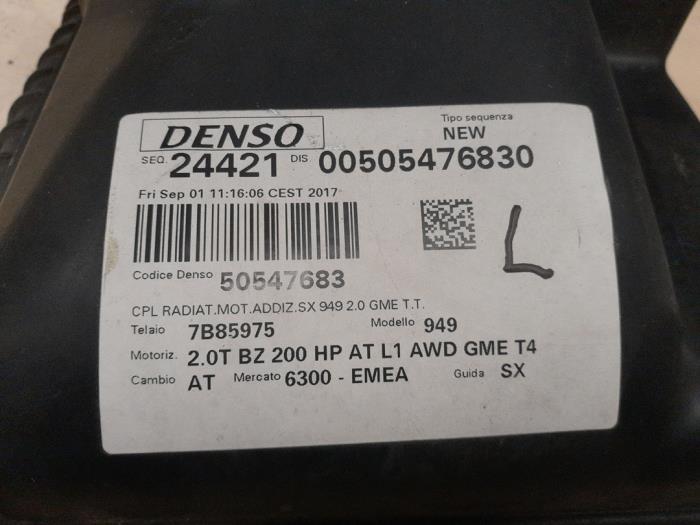 DENSO
Tipo sequenza
NEW
SEQ. 24421 DIS 00505476830
Fri Sep 01 11:16:06 CEST 2017
Codice Denso 50547683
L
CPL RADIAT.MOT.ADDIZ.SX 949 2.0 GME T.T.
Telaio 7B85975 Modello 949
Motoriz. 2.0T BZ 200 HP AT L1 AWD GME T4
Cambio AT Mercato 6300 - EMEA Guida SX